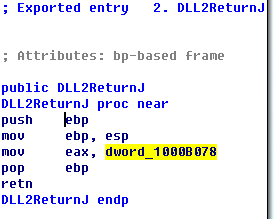 ; Exported entry   2. DLL2ReturnJ
; Attributes: bp-based frame
public DLL2ReturnJ
DLL2ReturnJ proc near
push    ebp
mov     ebp, esp
mov     eax, dword_1000B078
pop     ebp
retn
DLL2ReturnJ endp